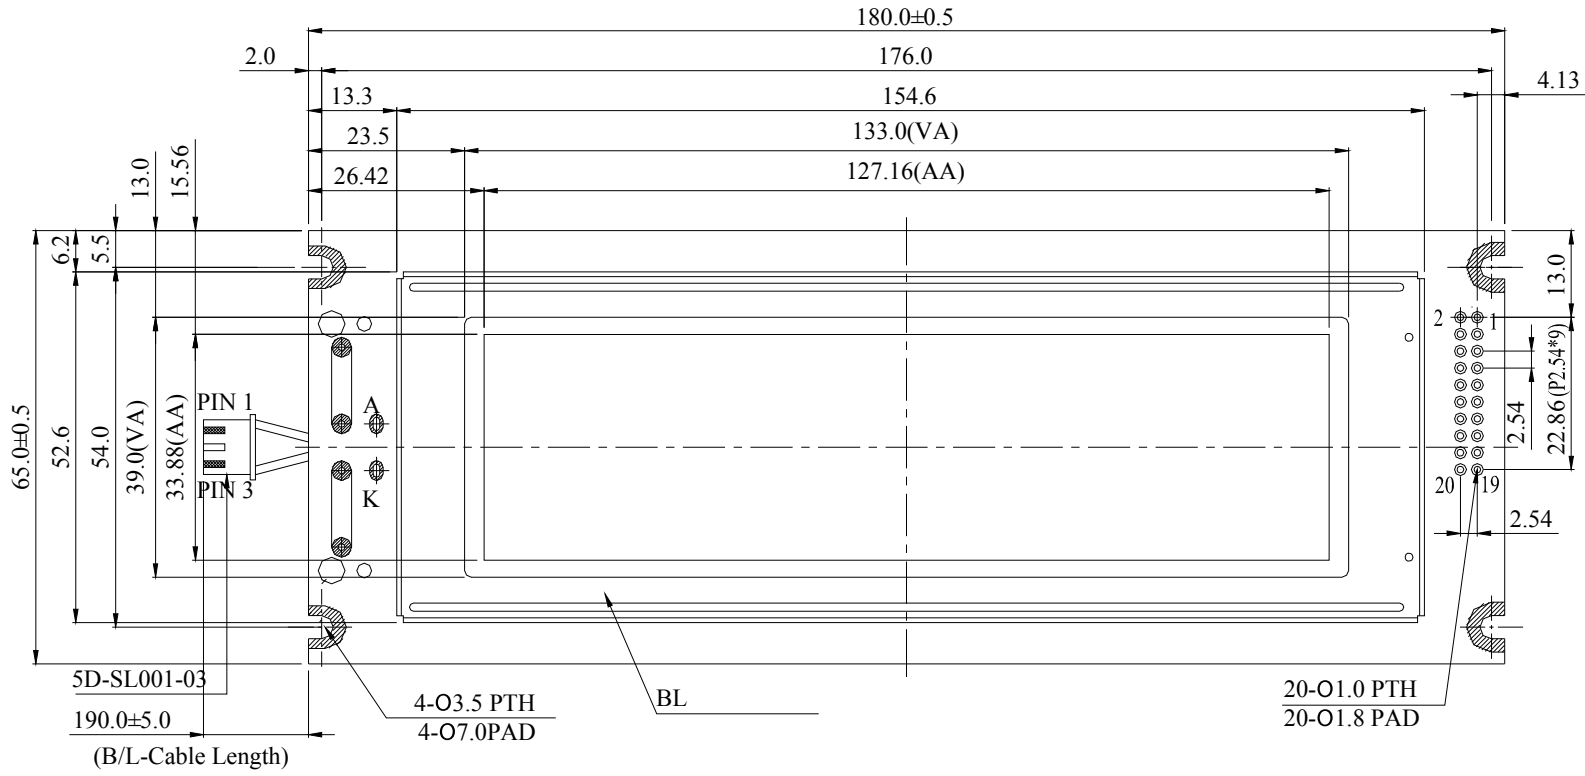 180.0±0.5
2.0
176.0
4.13
13.3
154.6
23.5
133.0(VA)
26.42
127.16(AA)
13.0
15.56
6.2
5.5
13.0
2
1
PIN 1
A
65.0±0.5
52.6
54.0
39.0(VA)
33.88(AA)
2.54
22.86(P2.54*9)
PIN 3
K
20
19
2.54
5D-SL001-03
190.0±5.0
(B/L-Cable Length)
4-O3.5 PTH
4-O7.0PAD
BL
20-O1.0 PTH
20-O1.8 PAD